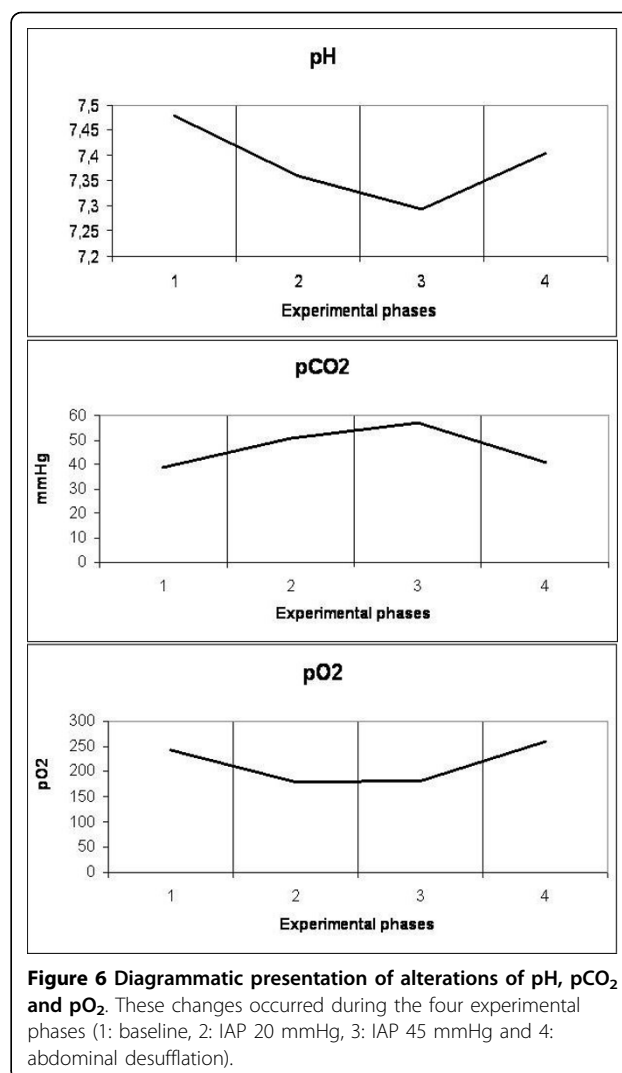 pH
7,5
7,45
7,4
7,35
7,3
7,25
7,2
1 2 3 4
Experimental phases
pCO2
mmHg
60
50
40
30
20
10
0
1 2 3 4
Experimental phases
pO2
pO2
300
250
200
150
100
50
0
1 2 3 4
Experimental phases
Figure 6 Diagrammatic presentation of alterations of pH, pCO₂
and pO₂. These changes occurred during the four experimental
phases (1: baseline, 2: IAP 20 mmHg, 3: IAP 45 mmHg and 4:
abdominal desufflation).